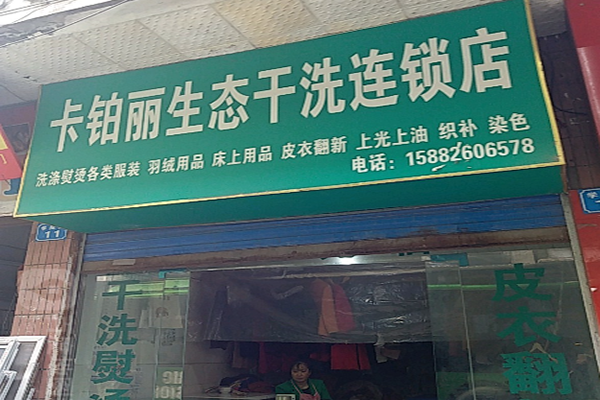 卡铂丽生态干洗连锁店
洗涤熨烫各类服装 羽绒用品 床上用品 皮衣翻新 上光上油 织补 染色
电话：15882606578
11
干洗熨烫
皮衣翻